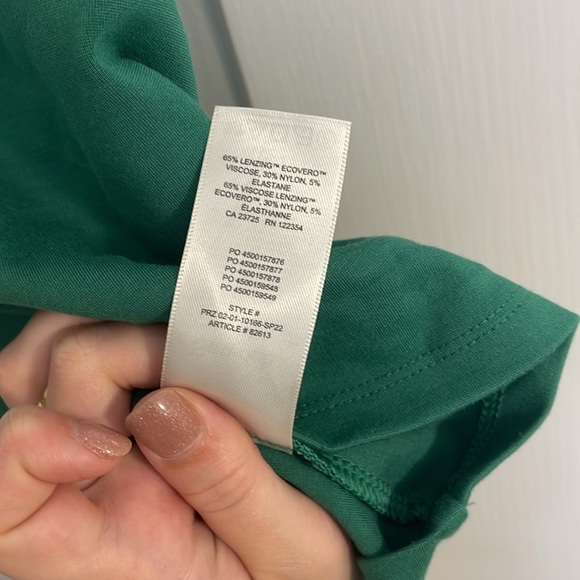 65% LENZING™ ECOVERO™
VISCOSE, 30% NYLON, 5%
ELASTANE
65% VISCOSE LENZING™
ECOVERO™, 30% NYLON, 5%
ÉLASTHANNE
CA 23725 RN 122354
PO 4500157876
PO 4500157877
PO 4500157878
PO 4500159548
PO 4500159549
STYLE #
PRZ 02-01-10186-SP22
ARTICLE # 82613